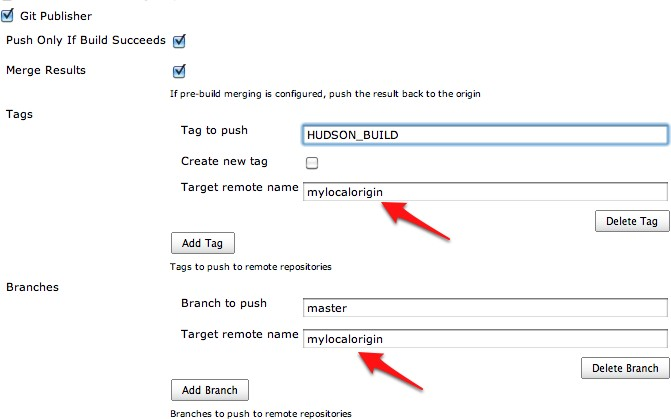 Git Publisher
Push Only If Build Succeeds
Merge Results
If pre-build merging is configured, push the result back to the origin
Tags
Tag to push HUDSON_BUILD
Create new tag
Target remote name mylocalorigin
Delete Tag
Add Tag
Tags to push to remote repositories
Branches
Branch to push master
Target remote name mylocalorigin
Delete Branch
Add Branch
Branches to push to remote repositories